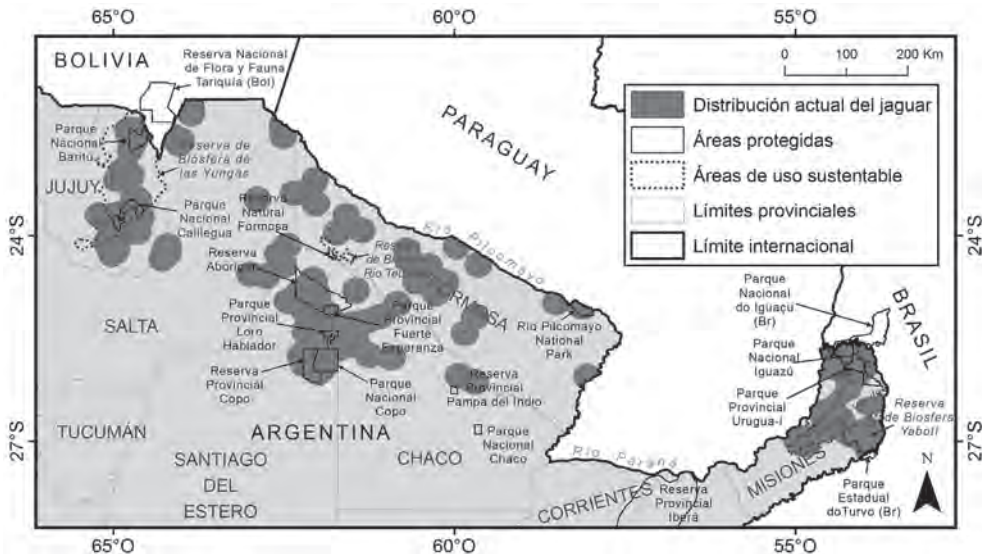 65°O
60°O
55°O
BOLIVIA
Reserva Nacional
de Flora y Fauna
Tariquía (Bol)
0 100 200 Km
Distribución actual del jaguar
Áreas protegidas
Áreas de uso sustentable
Límites provinciales
Límite internacional
PARAGUAY
Parque
Nacional
Baritú
Reserva de
Biósfera de
las Yungas
JUJUY
Parque
Nacional
Calilegua
Reserva
Natural
Formosa
24°S
24°S
Río Pilcomayo
Reserva
Aborigen
SALTA
Parque
Provincial
Loro
Hablador
Parque
Provincial
Fuerte
Esperanza
Río Pilcomayo
National
Park
Reserva
Provincial
Copo
Parque
Nacional
Copo
Reserva
Provincial
Pampa del Indio
Parque
Nacional
Chaco
TUCUMÁN
ARGENTINA
SANTIAGO
DEL
ESTERO
CHACO
27°S
27°S
Río Paraná
CORRIENTES
Reserva
Provincial
Iberá
MISIONES
Parque
Nacional
do Iguaçu
(Br)
BRASIL
Parque
Nacional
Iguazú
Parque
Provincial
Urugua-í
Reserva
de Biosfera
Yabotí
Parque
Estadual
doTurvo (Br)
N
65°O
60°O
55°O